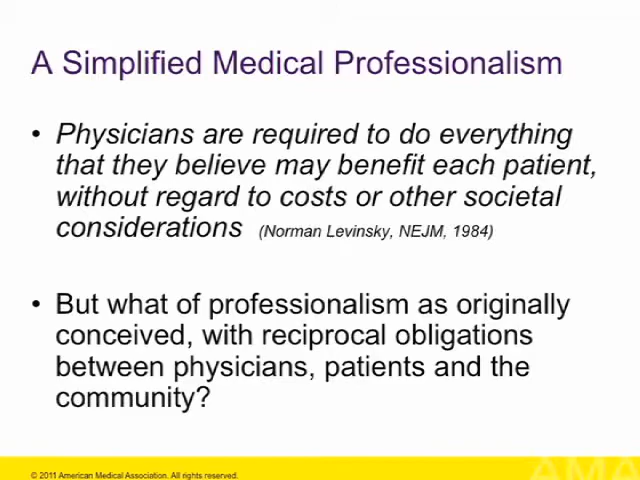 A Simplified Medical Professionalism
• Physicians are required to do everything
that they believe may benefit each patient,
without regard to costs or other societal
considerations (Norman Levinsky, NEJM, 1984)
• But what of professionalism as originally
conceived, with reciprocal obligations
between physicians, patients and the
community?
© 2011 American Medical Association. All rights reserved.
AMA